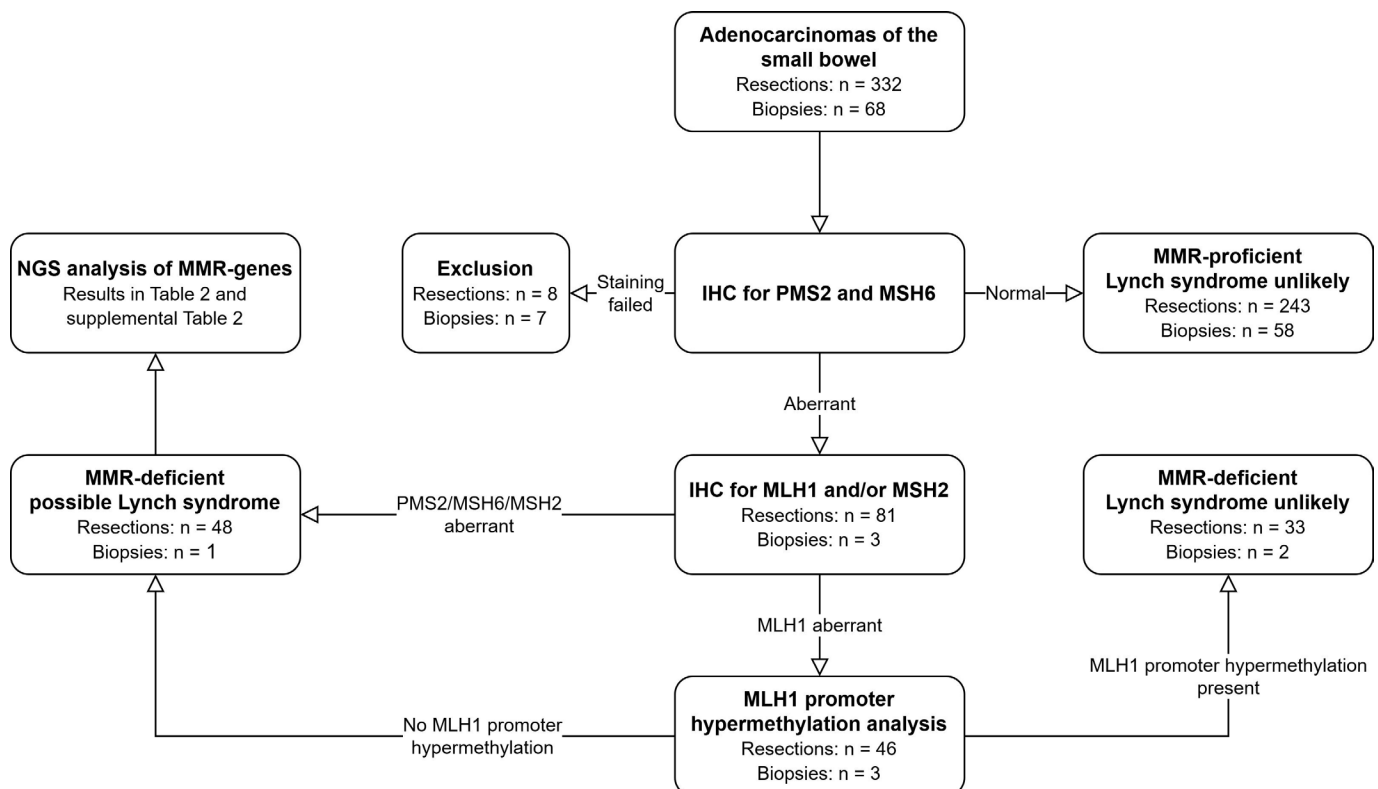 Adenocarcinomas of the
small bowel
Resections: n = 332
Biopsies: n = 68
NGS analysis of MMR-genes
Results in Table 2 and
supplemental Table 2
Exclusion
Resections: n = 8
Biopsies: n = 7
Staining
failed
IHC for PMS2 and MSH6
Normal
MMR-proficient
Lynch syndrome unlikely
Resections: n = 243
Biopsies: n = 58
Aberrant
MMR-deficient
possible Lynch syndrome
Resections: n = 48
Biopsies: n = 1
PMS2/MSH6/MSH2
aberrant
IHC for MLH1 and/or MSH2
Resections: n = 81
Biopsies: n = 3
MMR-deficient
Lynch syndrome unlikely
Resections: n = 33
Biopsies: n = 2
MLH1 aberrant
MLH1 promoter hypermethylation
present
No MLH1 promoter
hypermethylation
MLH1 promoter
hypermethylation analysis
Resections: n = 46
Biopsies: n = 3